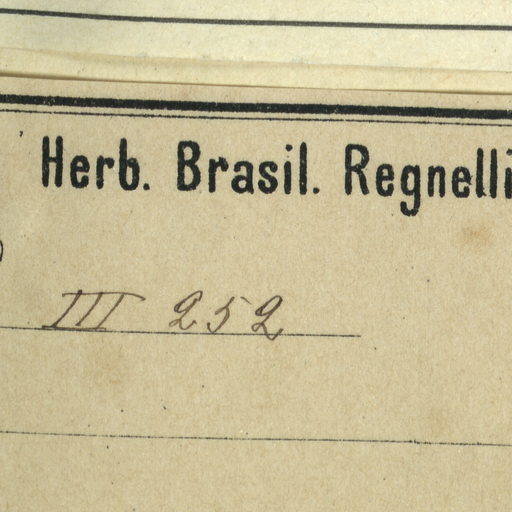 Herb. Brasil. Regnelli
III 252